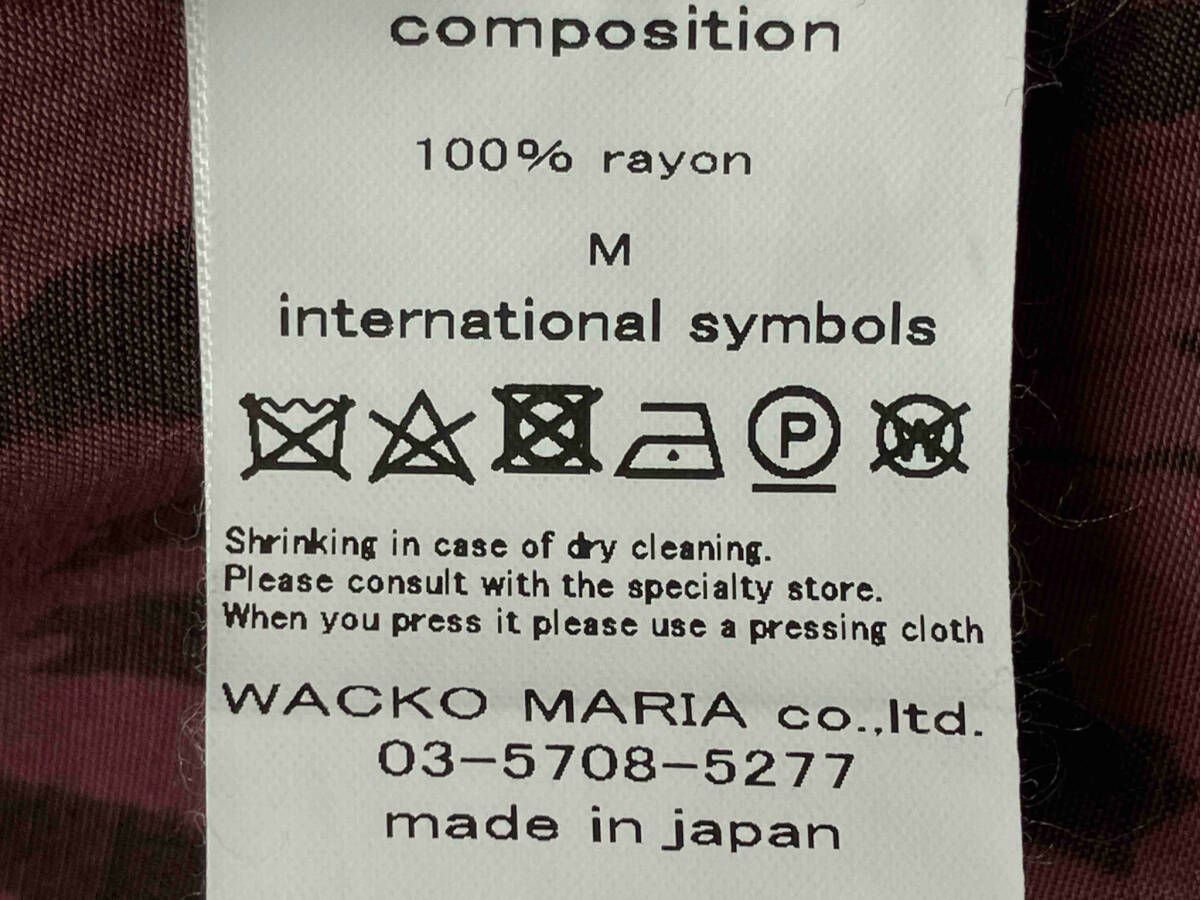 composition
100% rayon
M
international symbols
P W
Shrinking in case of dry cleaning.
Please consult with the specialty store.
When you press it please use a pressing cloth
WACKO MARIA co.,ltd.
03-5708-5277
made in japan